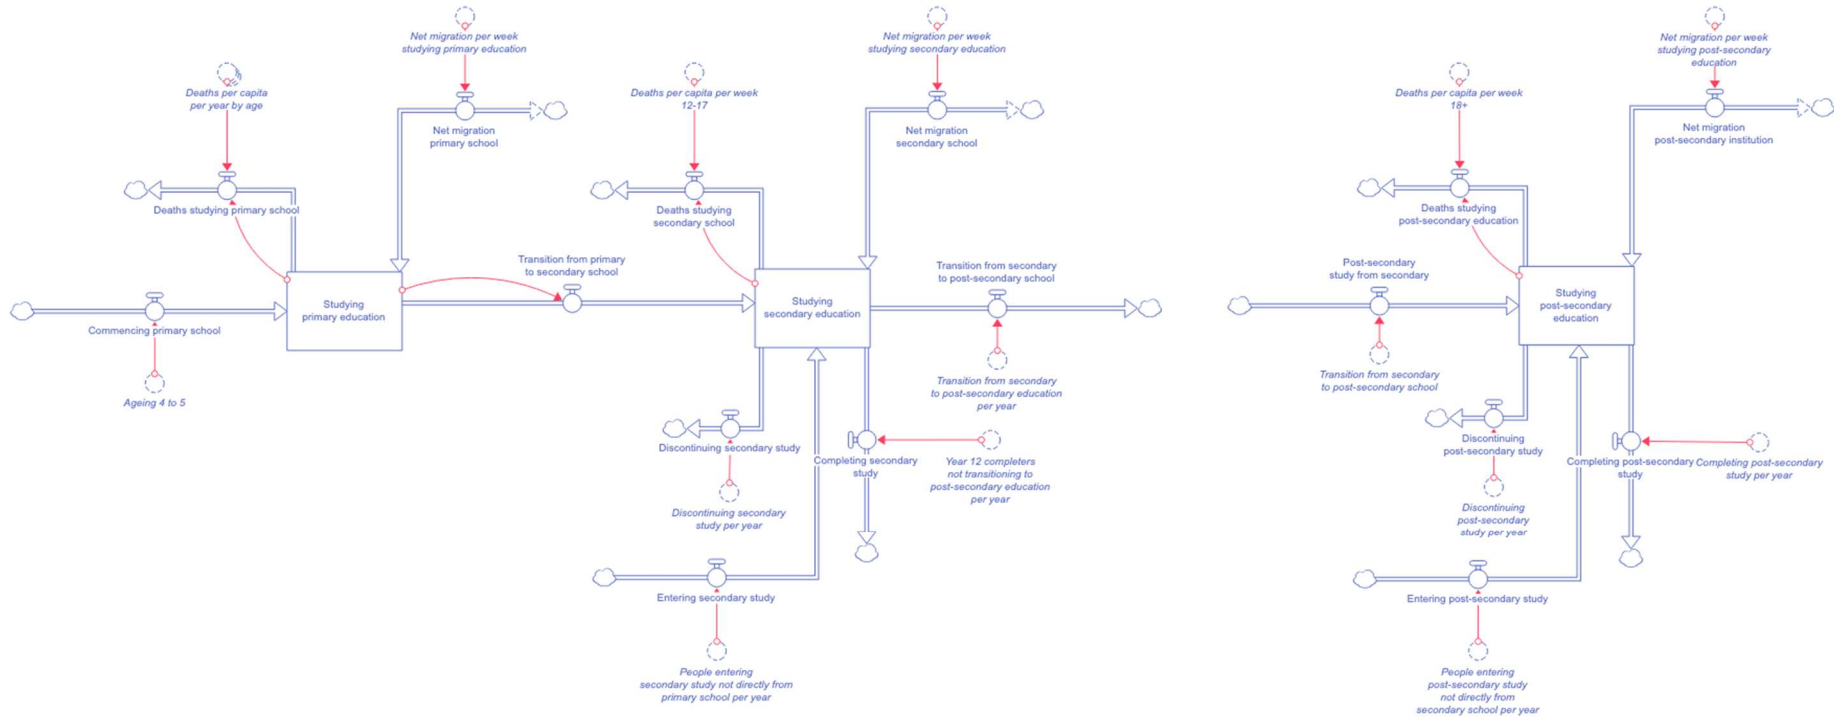 Net migration per week
studying primary education
Net migration per week
studying secondary education
Net migration per week
studying post-secondary
education
Deaths per capita
per year by age
Deaths per capita per week
12-17
Deaths per capita per week
18+
Net migration
primary school
Net migration
secondary school
Net migration
post-secondary institution
Deaths studying primary school
Deaths studying
secondary school
Deaths studying
post-secondary education
Transition from primary
to secondary school
Transition from secondary
to post-secondary school
Post-secondary
study from secondary
Studying
primary education
Studying
secondary education
Studying
post-secondary
education
Commencing primary school
Ageing 4 to 5
Transition from secondary
to post-secondary education
per year
Transition from secondary
to post-secondary school
Discontinuing secondary study
Completing secondary
study
Year 12 completers
not transitioning to
post-secondary education
per year
Discontinuing
post-secondary study
Completing post-secondary
study
Completing post-secondary
study per year
Discontinuing secondary
study per year
Discontinuing
post-secondary
study per year
Entering secondary study
Entering post-secondary study
People entering
secondary study not directly from
primary school per year
People entering
post-secondary study
not directly from
secondary school per year